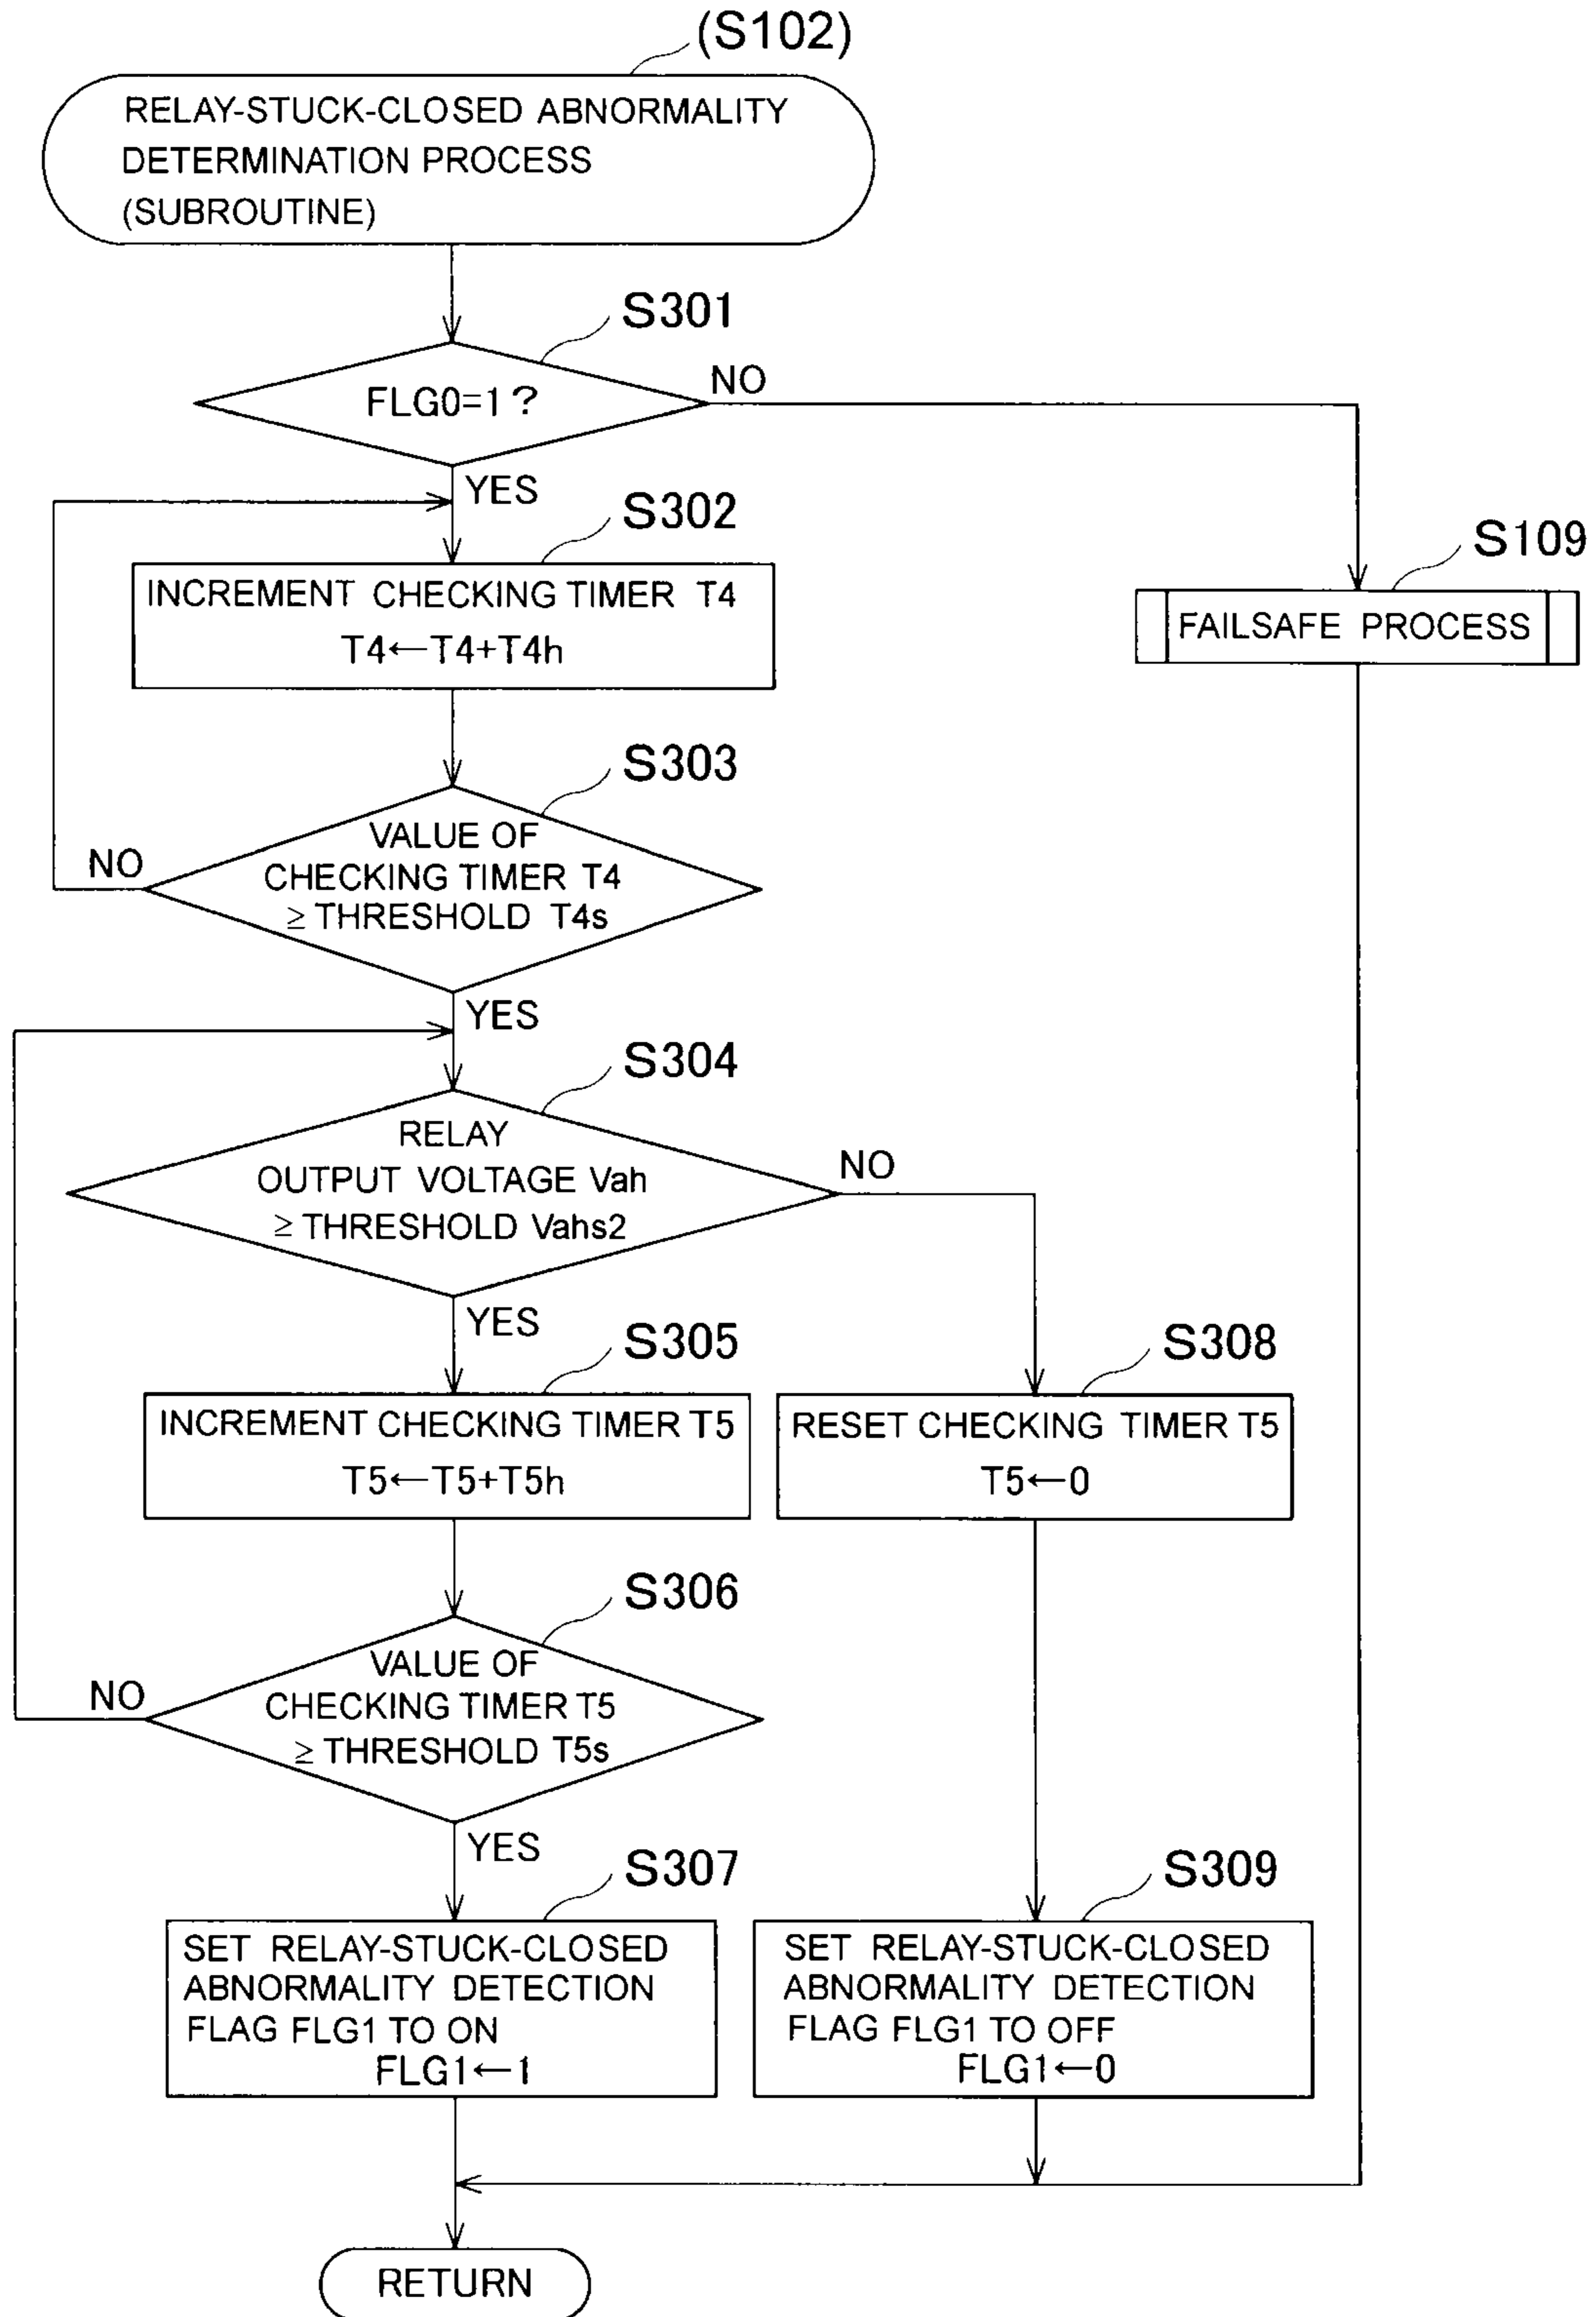 (S102)
RELAY-STUCK-CLOSED ABNORMALITY
DETERMINATION PROCESS
(SUBROUTINE)
S301
FLG0=1?
NO
YES
S302
INCREMENT CHECKING TIMER T4
T4←T4+T4h
S109
FAILSAFE PROCESS
S303
VALUE OF
CHECKING TIMER T4
≥ THRESHOLD T4s
NO
YES
S304
RELAY
OUTPUT VOLTAGE Vah
≥ THRESHOLD Vahs2
NO
YES
S305
INCREMENT CHECKING TIMER T5
T5←T5+T5h
S308
RESET CHECKING TIMER T5
T5←0
S306
VALUE OF
CHECKING TIMER T5
≥ THRESHOLD T5s
NO
YES
S307
SET RELAY-STUCK-CLOSED
ABNORMALITY DETECTION
FLAG FLG1 TO ON
FLG1←1
S309
SET RELAY-STUCK-CLOSED
ABNORMALITY DETECTION
FLAG FLG1 TO OFF
FLG1←0
RETURN